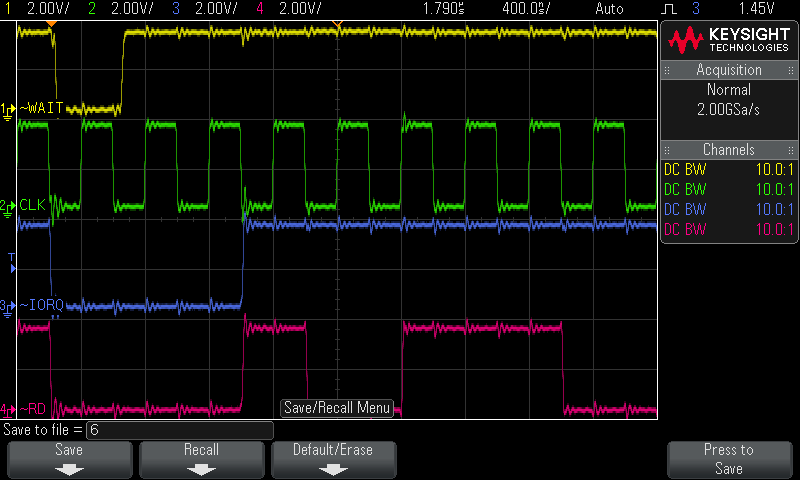 1 2.00V/ 2 2.00V/ 3 2.00V/ 4 2.00V/ 1.790s 400.0s/ Auto 3 1.45V
KEYSIGHT
TECHNOLOGIES
Acquisition
Normal
2.00GSa/s
Channels
DC BW 10.0:1
DC BW 10.0:1
DC BW 10.0:1
DC BW 10.0:1
1 ~WAIT
2 CLK
T
3 ~IORQ
4 ~RD
Save/Recall Menu
Save to file = 6
Save
Recall
Default/Erase
Press to
Save